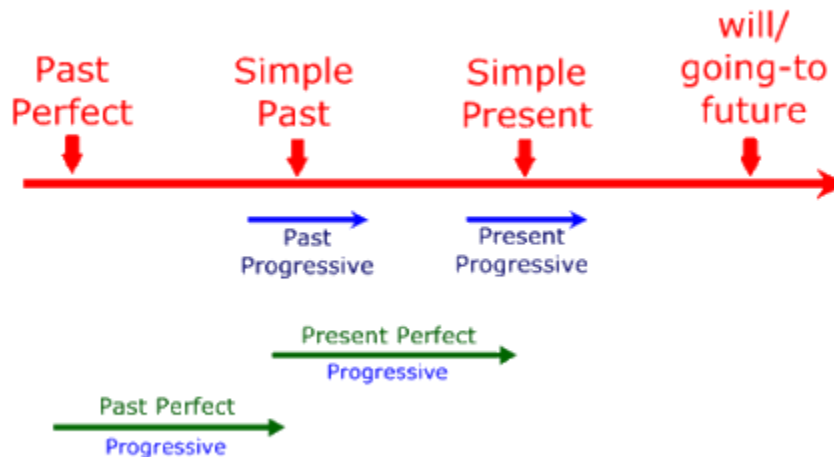 Past
Perfect
Simple
Past
Simple
Present
will/
going-to
future
Past
Progressive
Present
Progressive
Present Perfect
Progressive
Past Perfect
Progressive